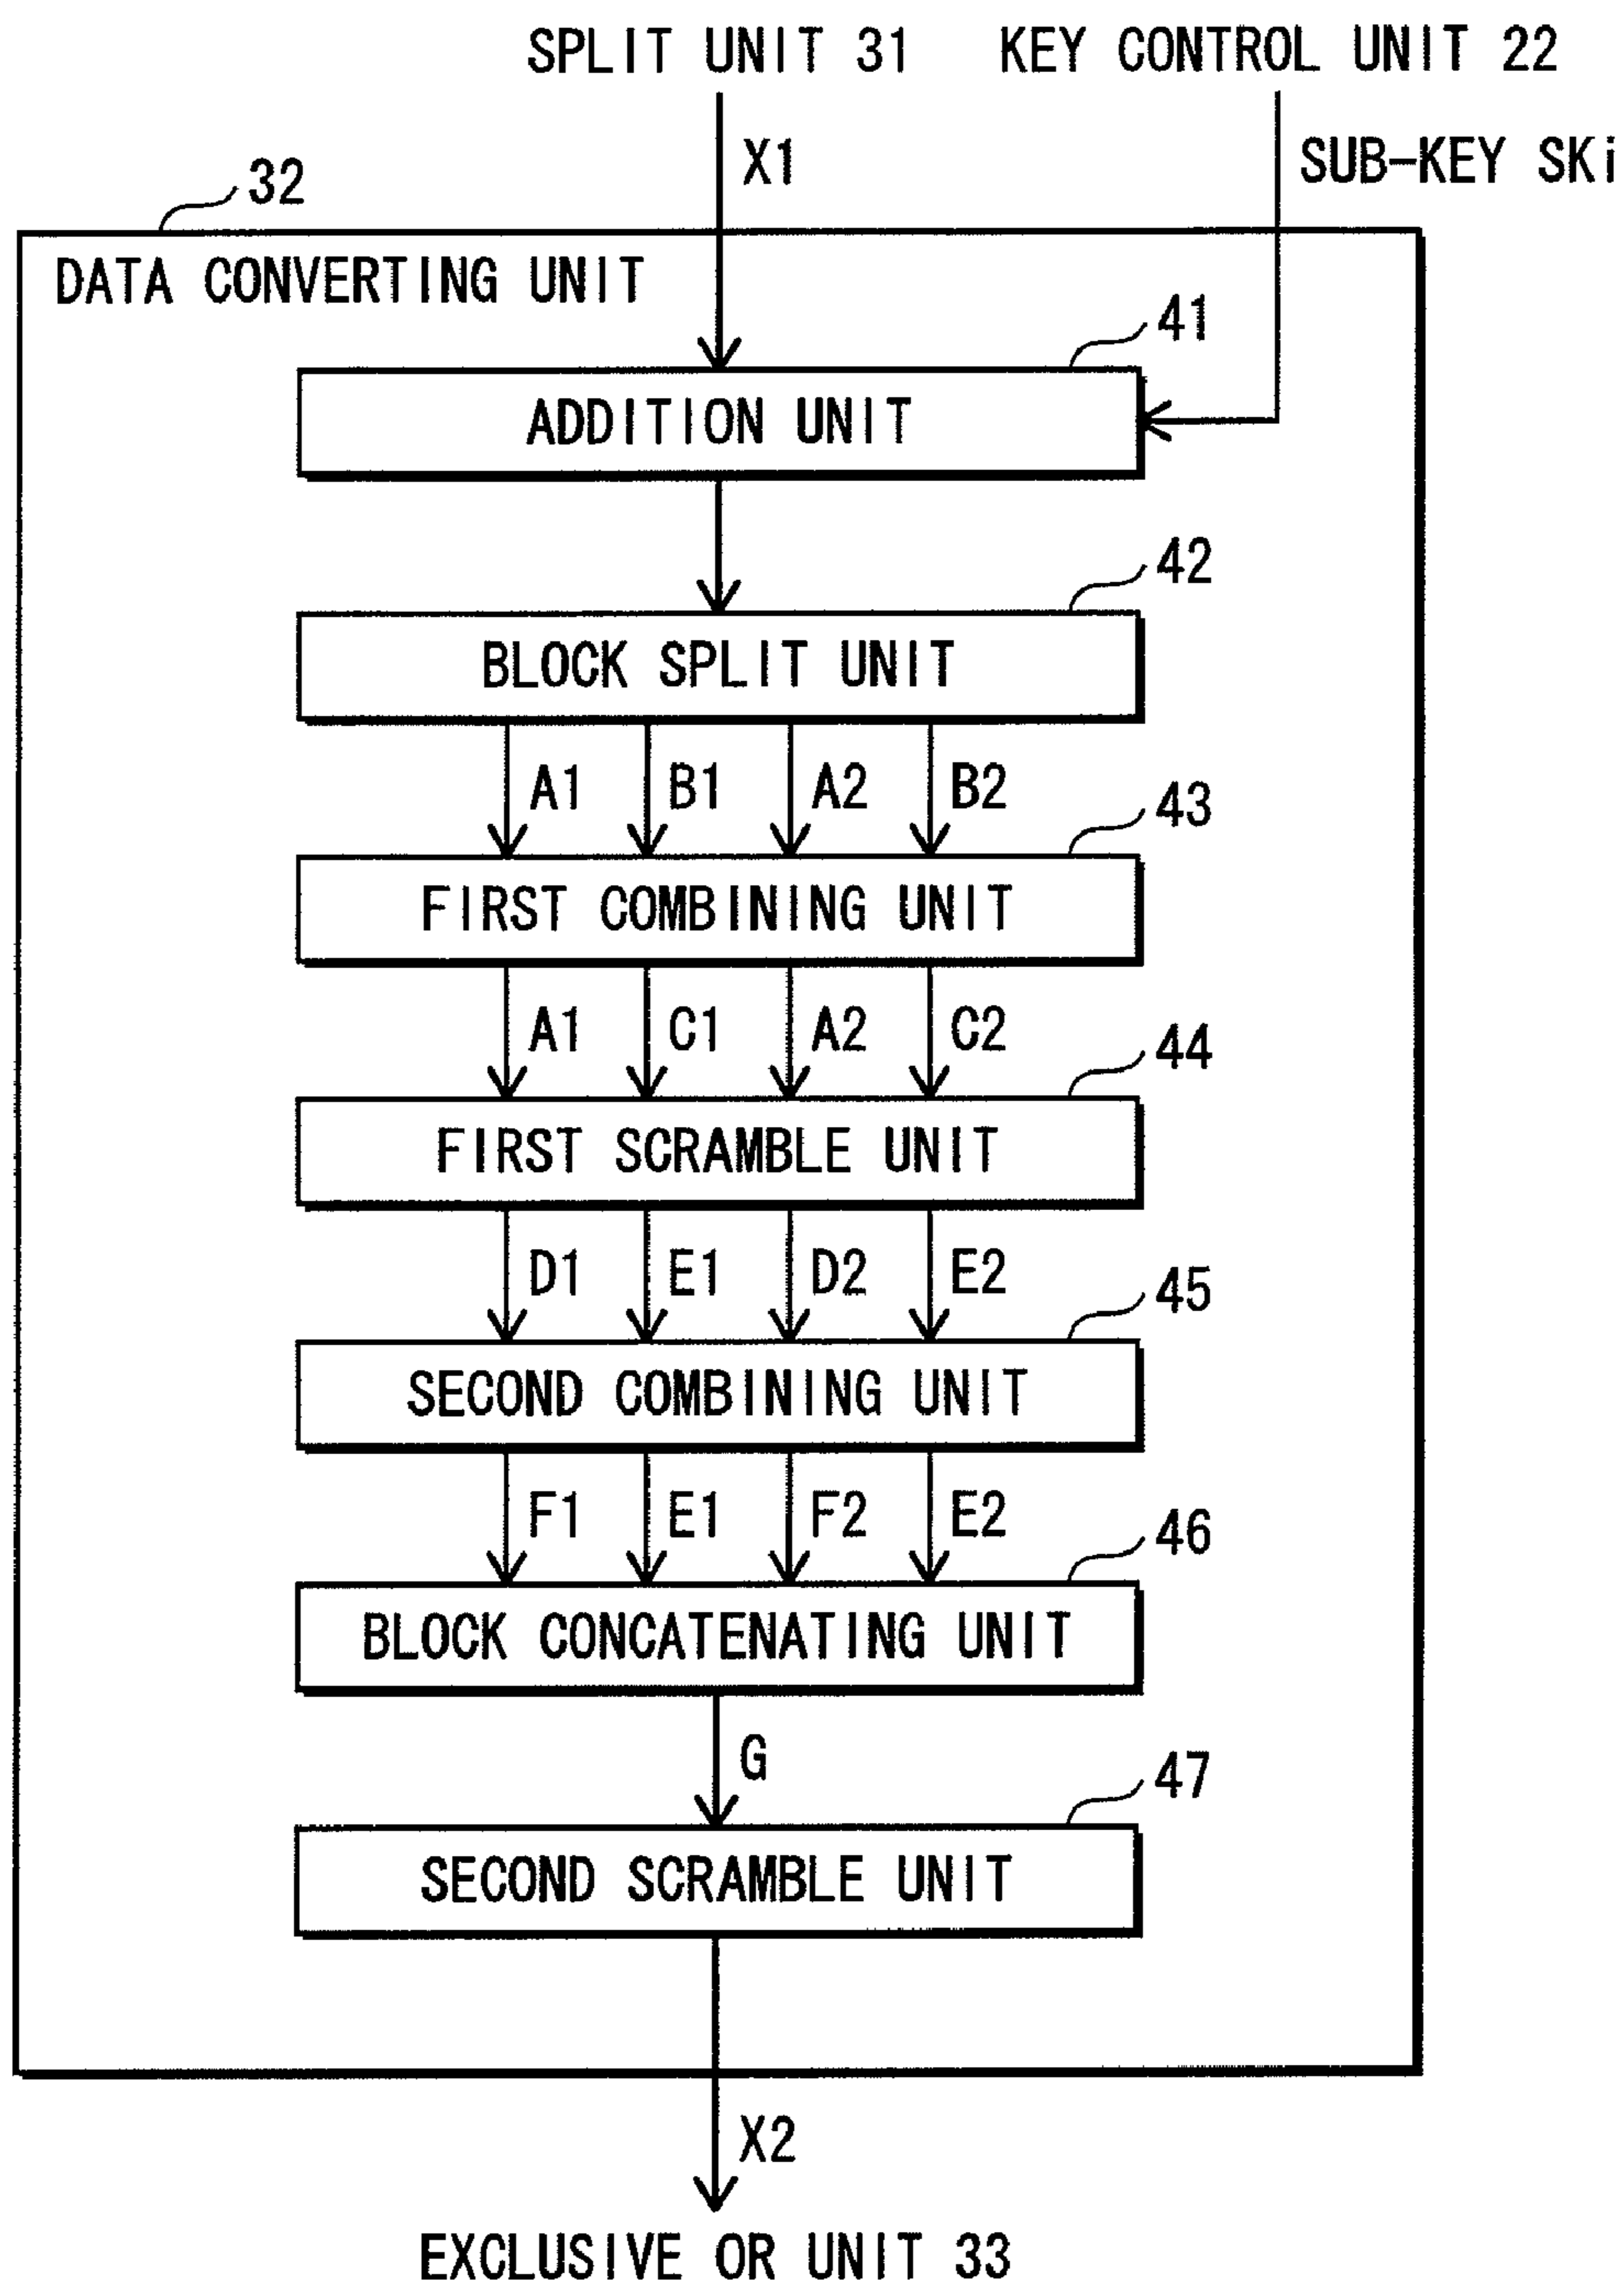 SPLIT UNIT 31 KEY CONTROL UNIT 22
X1 SUB-KEY SKi
32
DATA CONVERTING UNIT
41
ADDITION UNIT
42
BLOCK SPLIT UNIT
A1 B1 A2 B2
43
FIRST COMBINING UNIT
A1 C1 A2 C2
44
FIRST SCRAMBLE UNIT
D1 E1 D2 E2
45
SECOND COMBINING UNIT
F1 E1 F2 E2
46
BLOCK CONCATENATING UNIT
G
47
SECOND SCRAMBLE UNIT
X2
EXCLUSIVE OR UNIT 33